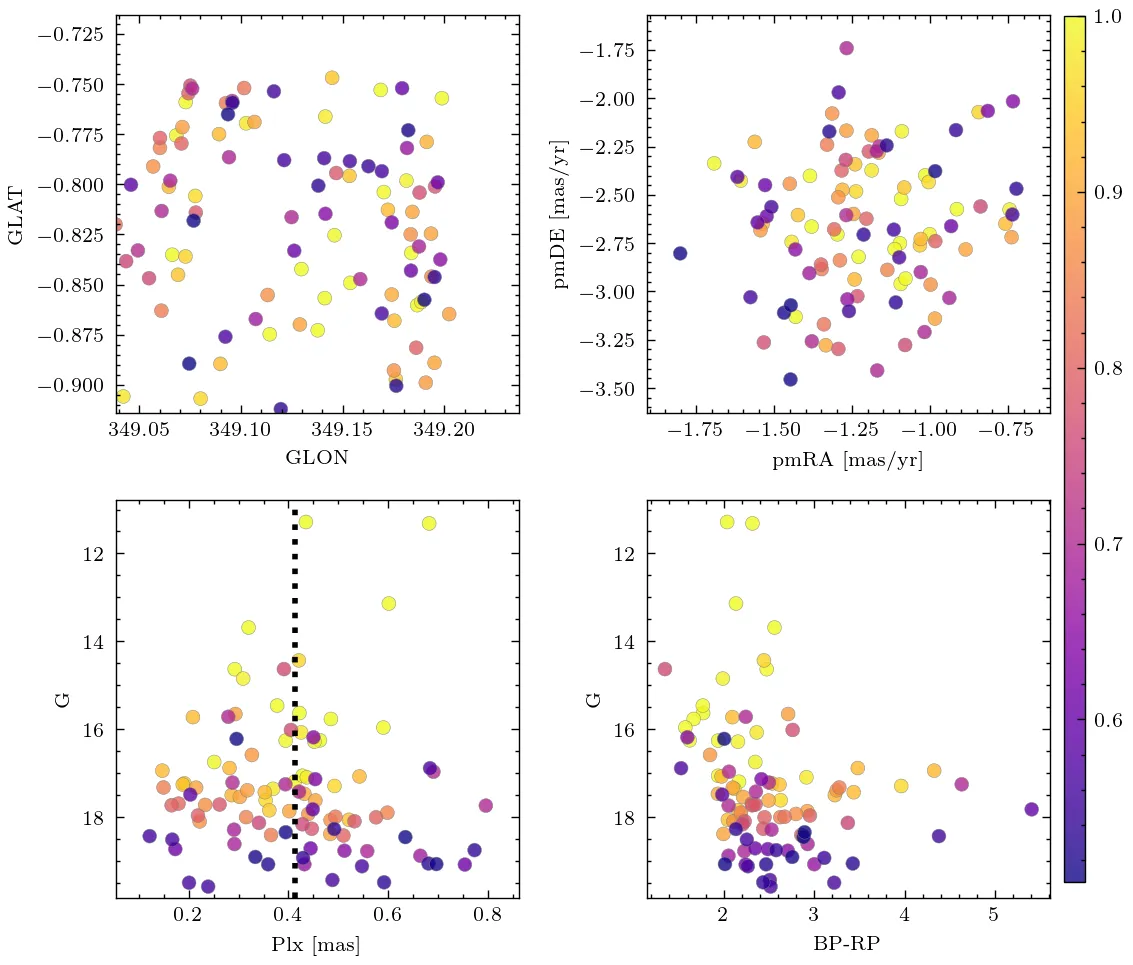 −0.725
−0.750
−0.775
−0.800
−0.825
−0.850
−0.875
−0.900
GLAT
349.05 349.10 349.15 349.20
GLON
−1.75
−2.00
−2.25
−2.50
−2.75
−3.00
−3.25
−3.50
pmDE [mas/yr]
−1.75 −1.50 −1.25 −1.00 −0.75
pmRA [mas/yr]
12
14
16
18
G
0.2 0.4 0.6 0.8
Plx [mas]
12
14
16
18
G
2 3 4 5
BP-RP
1.0
0.9
0.8
0.7
0.6